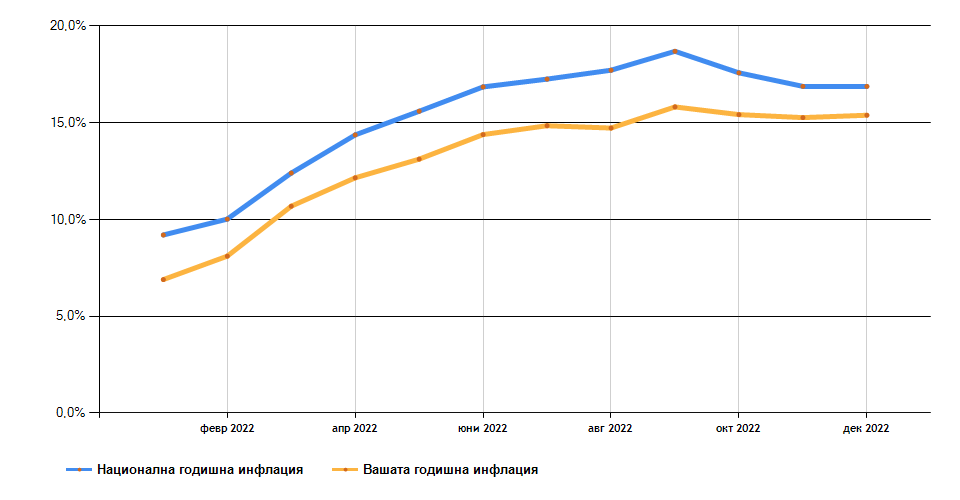 20,0%
15,0%
10,0%
5,0%
0,0%
февр 2022 апр 2022 юни 2022 авг 2022 окт 2022 дек 2022
Национална годишна инфлация Вашата годишна инфлация